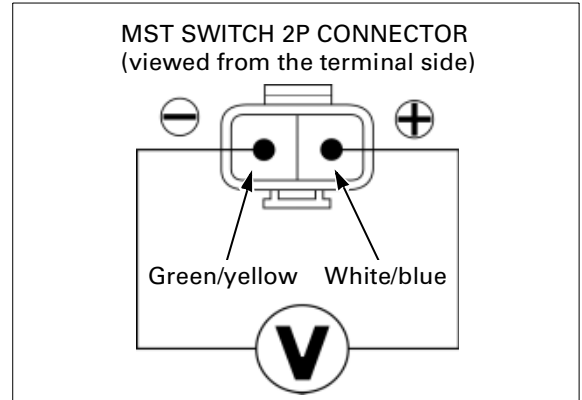 MST SWITCH 2P CONNECTOR
(viewed from the terminal side)
Green/yellow White/blue
V